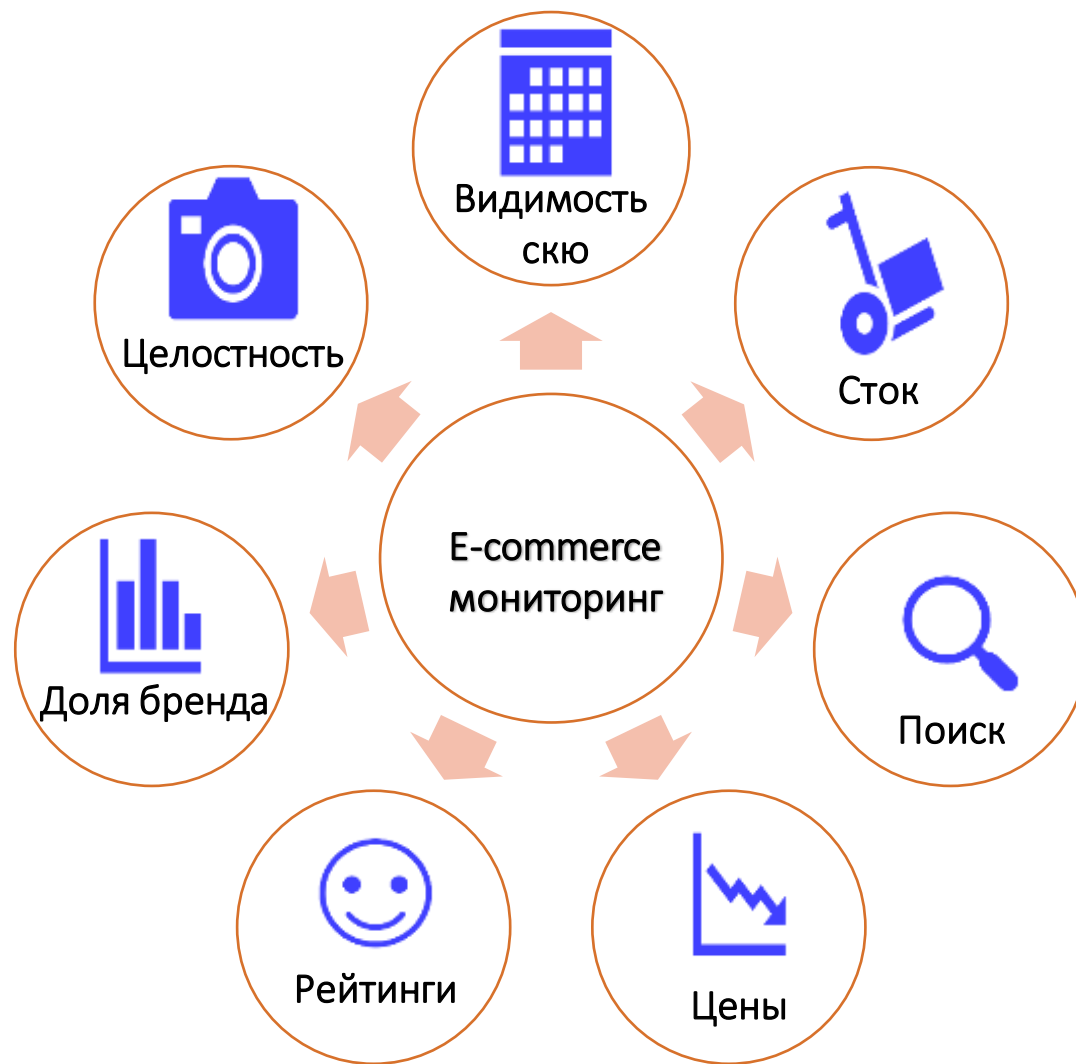 Видимость
скю
Целостность
Сток
E-commerce
мониторинг
Доля бренда
Поиск
Рейтинги
Цены